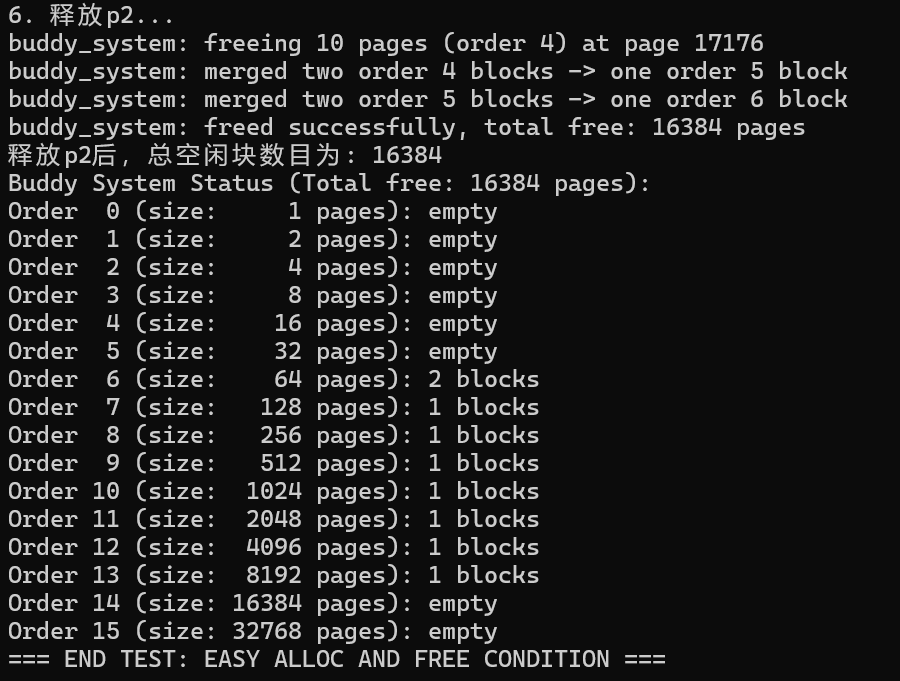 6. 释放p2...
buddy_system: freeing 10 pages (order 4) at page 17176
buddy_system: merged two order 4 blocks -> one order 5 block
buddy_system: merged two order 5 blocks -> one order 6 block
buddy_system: freed successfully, total free: 16384 pages
释放p2后，总空闲块数目为: 16384
Buddy System Status (Total free: 16384 pages):
Order  0 (size:     1 pages): empty
Order  1 (size:     2 pages): empty
Order  2 (size:     4 pages): empty
Order  3 (size:     8 pages): empty
Order  4 (size:    16 pages): empty
Order  5 (size:    32 pages): empty
Order  6 (size:    64 pages): 2 blocks
Order  7 (size:   128 pages): 1 blocks
Order  8 (size:   256 pages): 1 blocks
Order  9 (size:   512 pages): 1 blocks
Order 10 (size:  1024 pages): 1 blocks
Order 11 (size:  2048 pages): 1 blocks
Order 12 (size:  4096 pages): 1 blocks
Order 13 (size:  8192 pages): 1 blocks
Order 14 (size: 16384 pages): empty
Order 15 (size: 32768 pages): empty
=== END TEST: EASY ALLOC AND FREE CONDITION ===